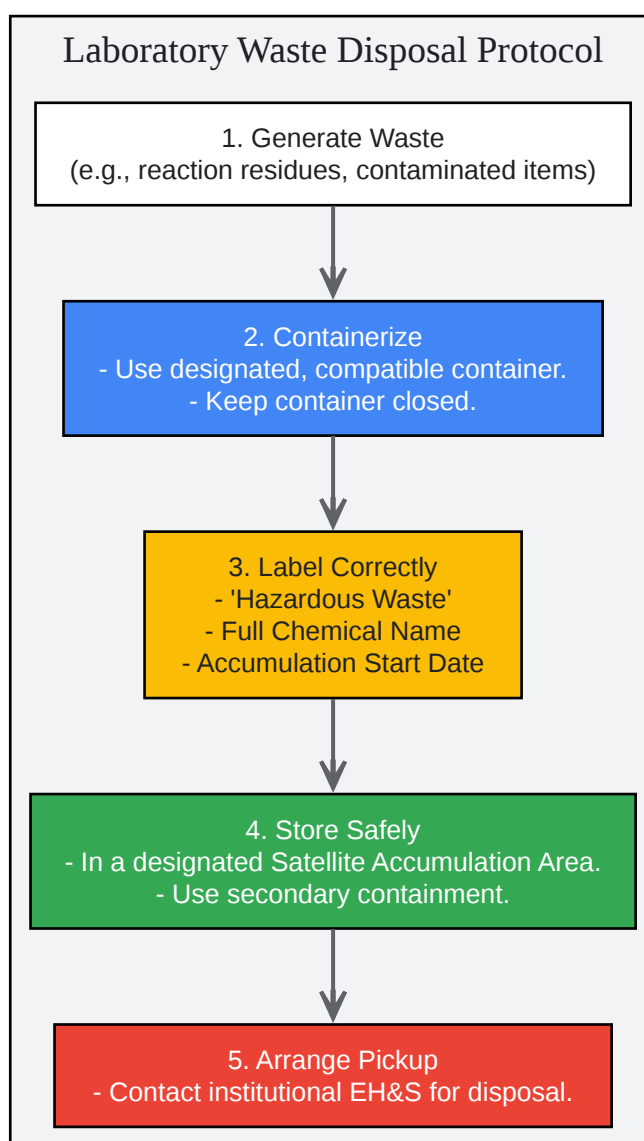 Laboratory Waste Disposal Protocol
1. Generate Waste
(e.g., reaction residues, contaminated items)
2. Containerize
- Use designated, compatible container.
- Keep container closed.
3. Label Correctly
- 'Hazardous Waste'
- Full Chemical Name
- Accumulation Start Date
4. Store Safely
- In a designated Satellite Accumulation Area.
- Use secondary containment.
5. Arrange Pickup
- Contact institutional EH&S for disposal.